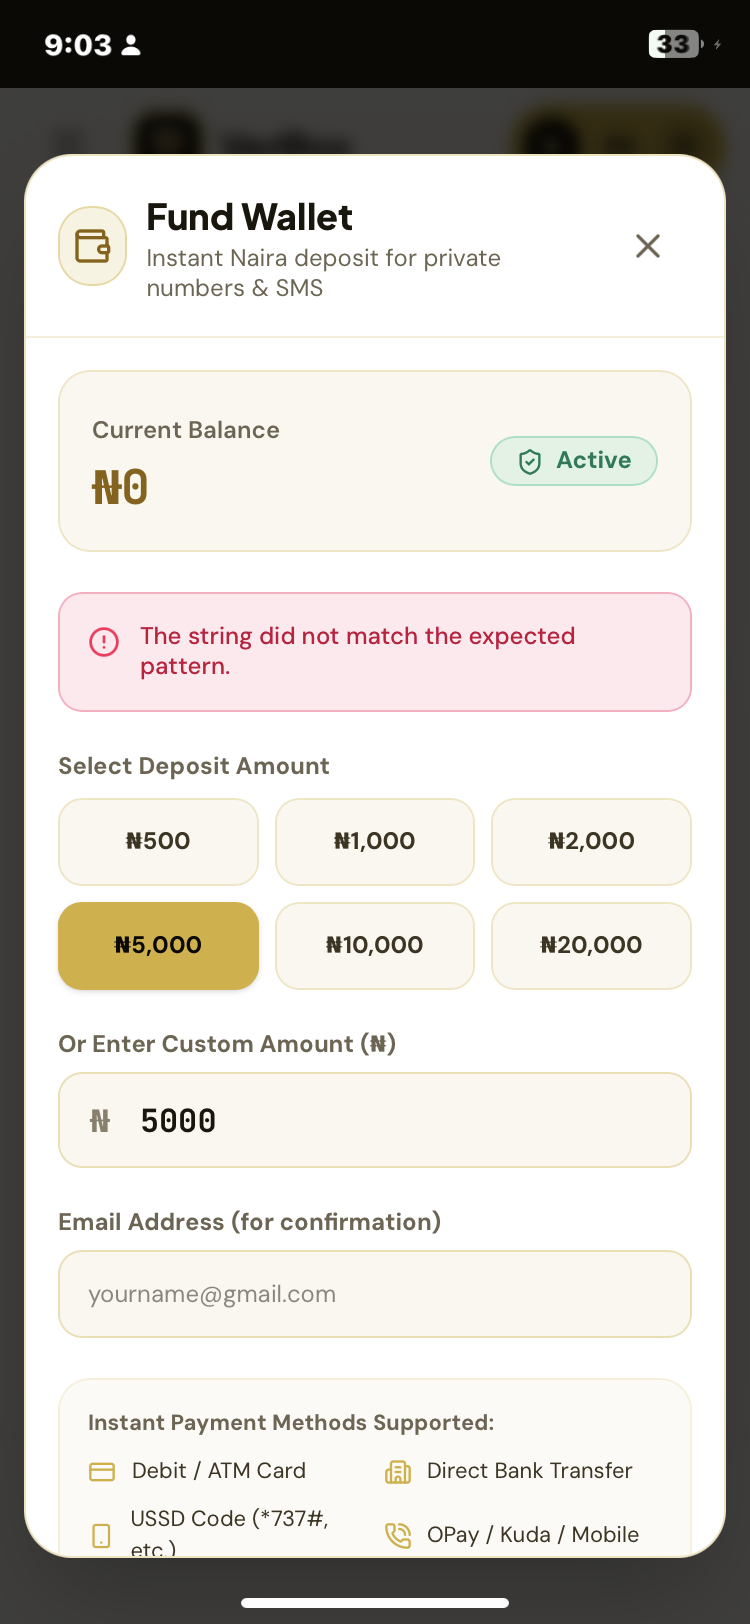 9:03
33
Fund Wallet
Instant Naira deposit for private
numbers & SMS
Current Balance
₦0
Active
The string did not match the expected
pattern.
Select Deposit Amount
₦500
₦1,000
₦2,000
₦5,000
₦10,000
₦20,000
Or Enter Custom Amount (₦)
₦ 5000
Email Address (for confirmation)
yourname@gmail.com
Instant Payment Methods Supported:
Debit / ATM Card
Direct Bank Transfer
USSD Code (*737#,
etc.)
OPay / Kuda / Mobile